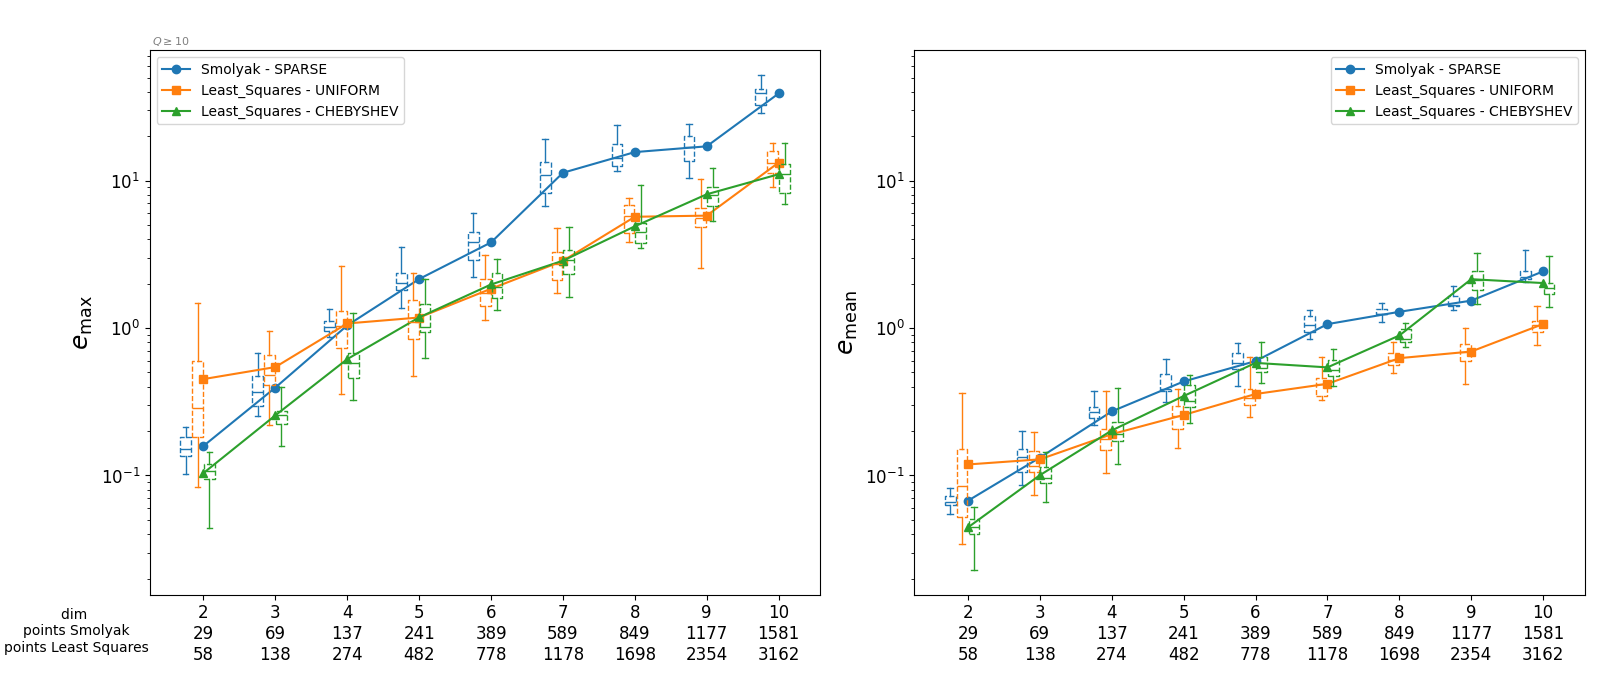 Q ≥ 10
Smolyak - SPARSE
Least_Squares - UNIFORM
Least_Squares - CHEBYSHEV
Smolyak - SPARSE
Least_Squares - UNIFORM
Least_Squares - CHEBYSHEV
10¹
10⁰
10⁻¹
e_max
10¹
10⁰
10⁻¹
e_mean
dim 2 3 4 5 6 7 8 9 10 2 3 4 5 6 7 8 9 10
points Smolyak 29 69 137 241 389 589 849 1177 1581 29 69 137 241 389 589 849 1177 1581
points Least Squares 58 138 274 482 778 1178 1698 2354 3162 58 138 274 482 778 1178 1698 2354 3162